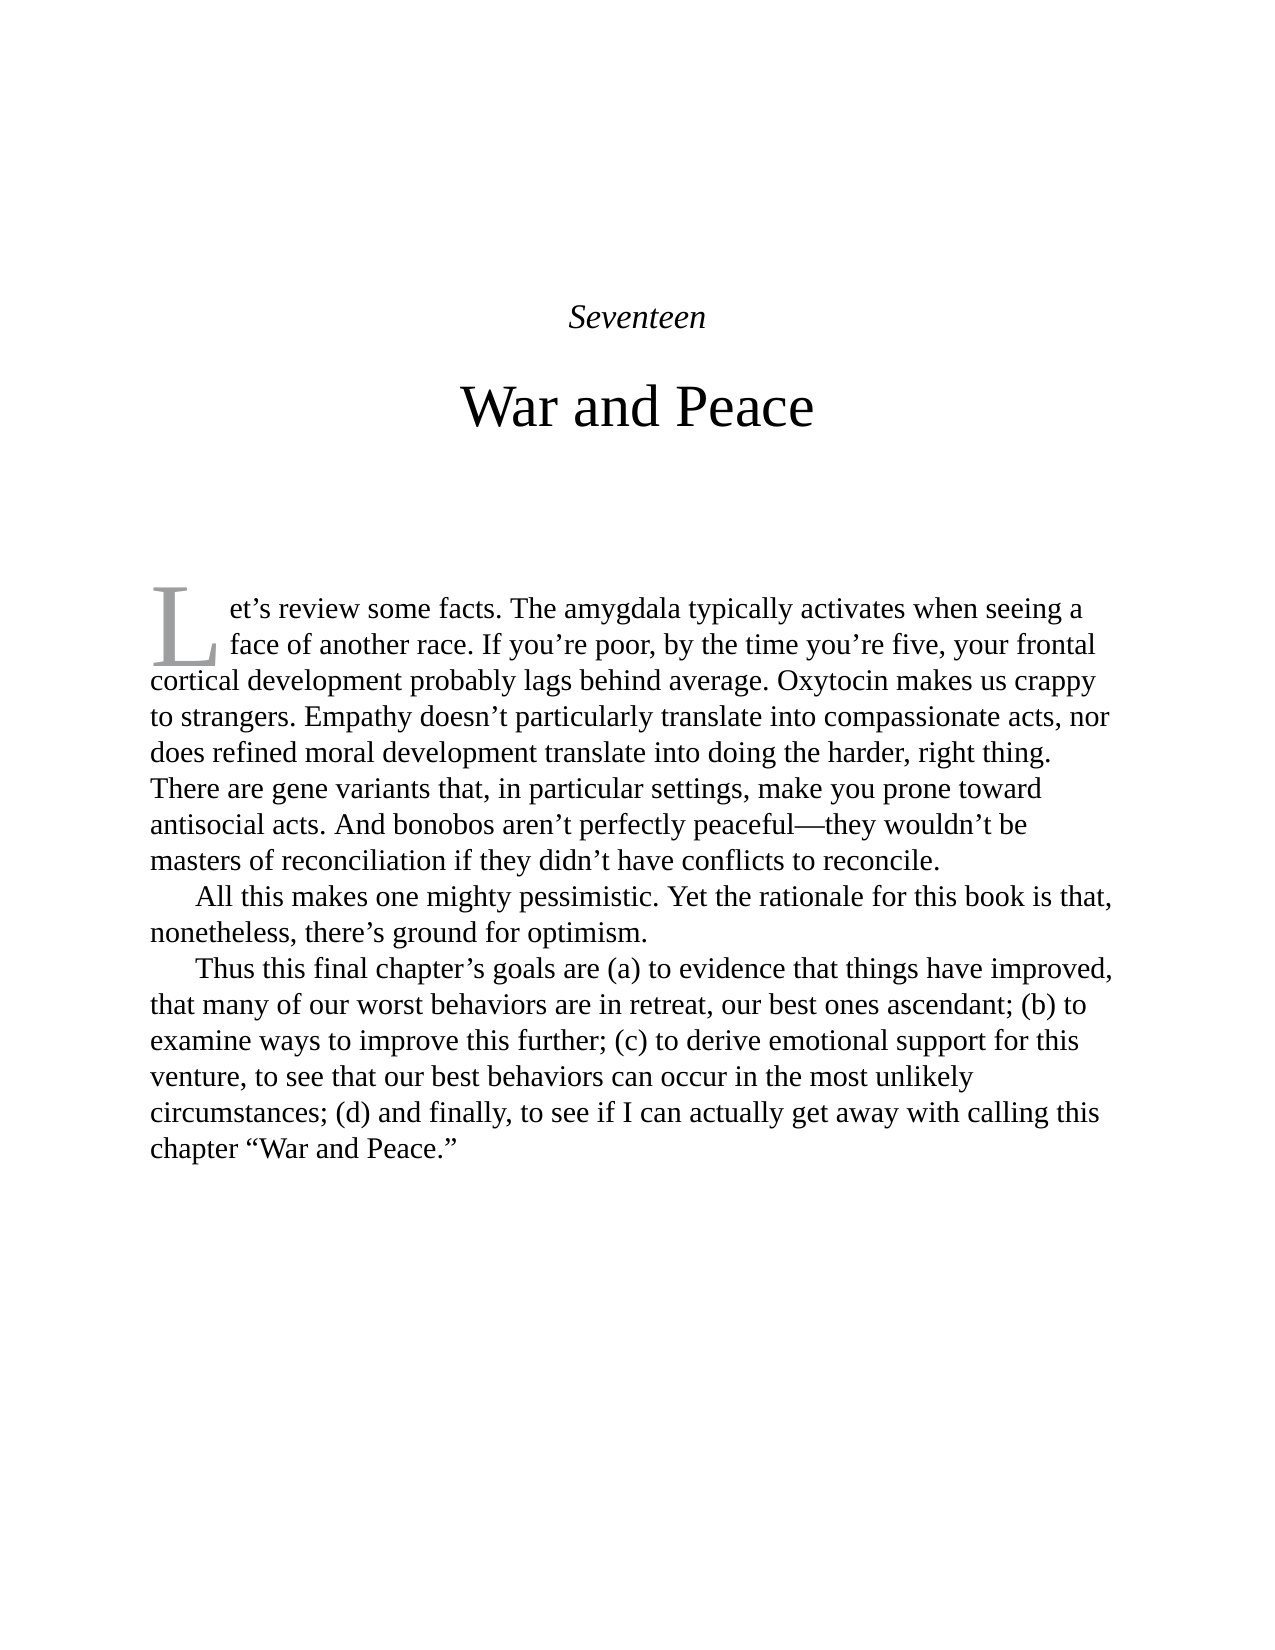 Seventeen
War and Peace
Let’s review some facts. The amygdala typically activates when seeing a
face of another race. If you’re poor, by the time you’re five, your frontal
cortical development probably lags behind average. Oxytocin makes us crappy
to strangers. Empathy doesn’t particularly translate into compassionate acts, nor
does refined moral development translate into doing the harder, right thing.
There are gene variants that, in particular settings, make you prone toward
antisocial acts. And bonobos aren’t perfectly peaceful—they wouldn’t be
masters of reconciliation if they didn’t have conflicts to reconcile.
All this makes one mighty pessimistic. Yet the rationale for this book is that,
nonetheless, there’s ground for optimism.
Thus this final chapter’s goals are (a) to evidence that things have improved,
that many of our worst behaviors are in retreat, our best ones ascendant; (b) to
examine ways to improve this further; (c) to derive emotional support for this
venture, to see that our best behaviors can occur in the most unlikely
circumstances; (d) and finally, to see if I can actually get away with calling this
chapter “War and Peace.”